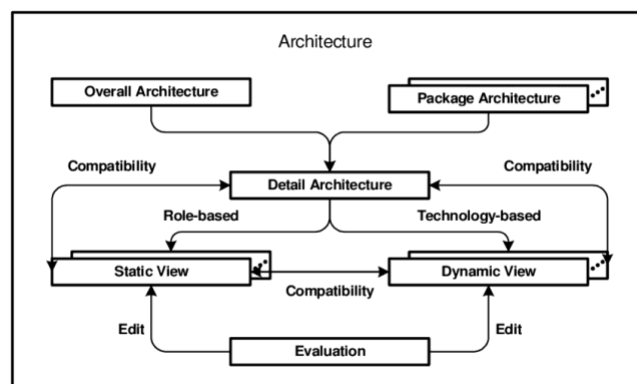 Architecture
Overall Architecture
Package Architecture
Compatibility
Compatibility
Detail Architecture
Role-based
Technology-based
Static View
Dynamic View
Compatibility
Edit
Edit
Evaluation